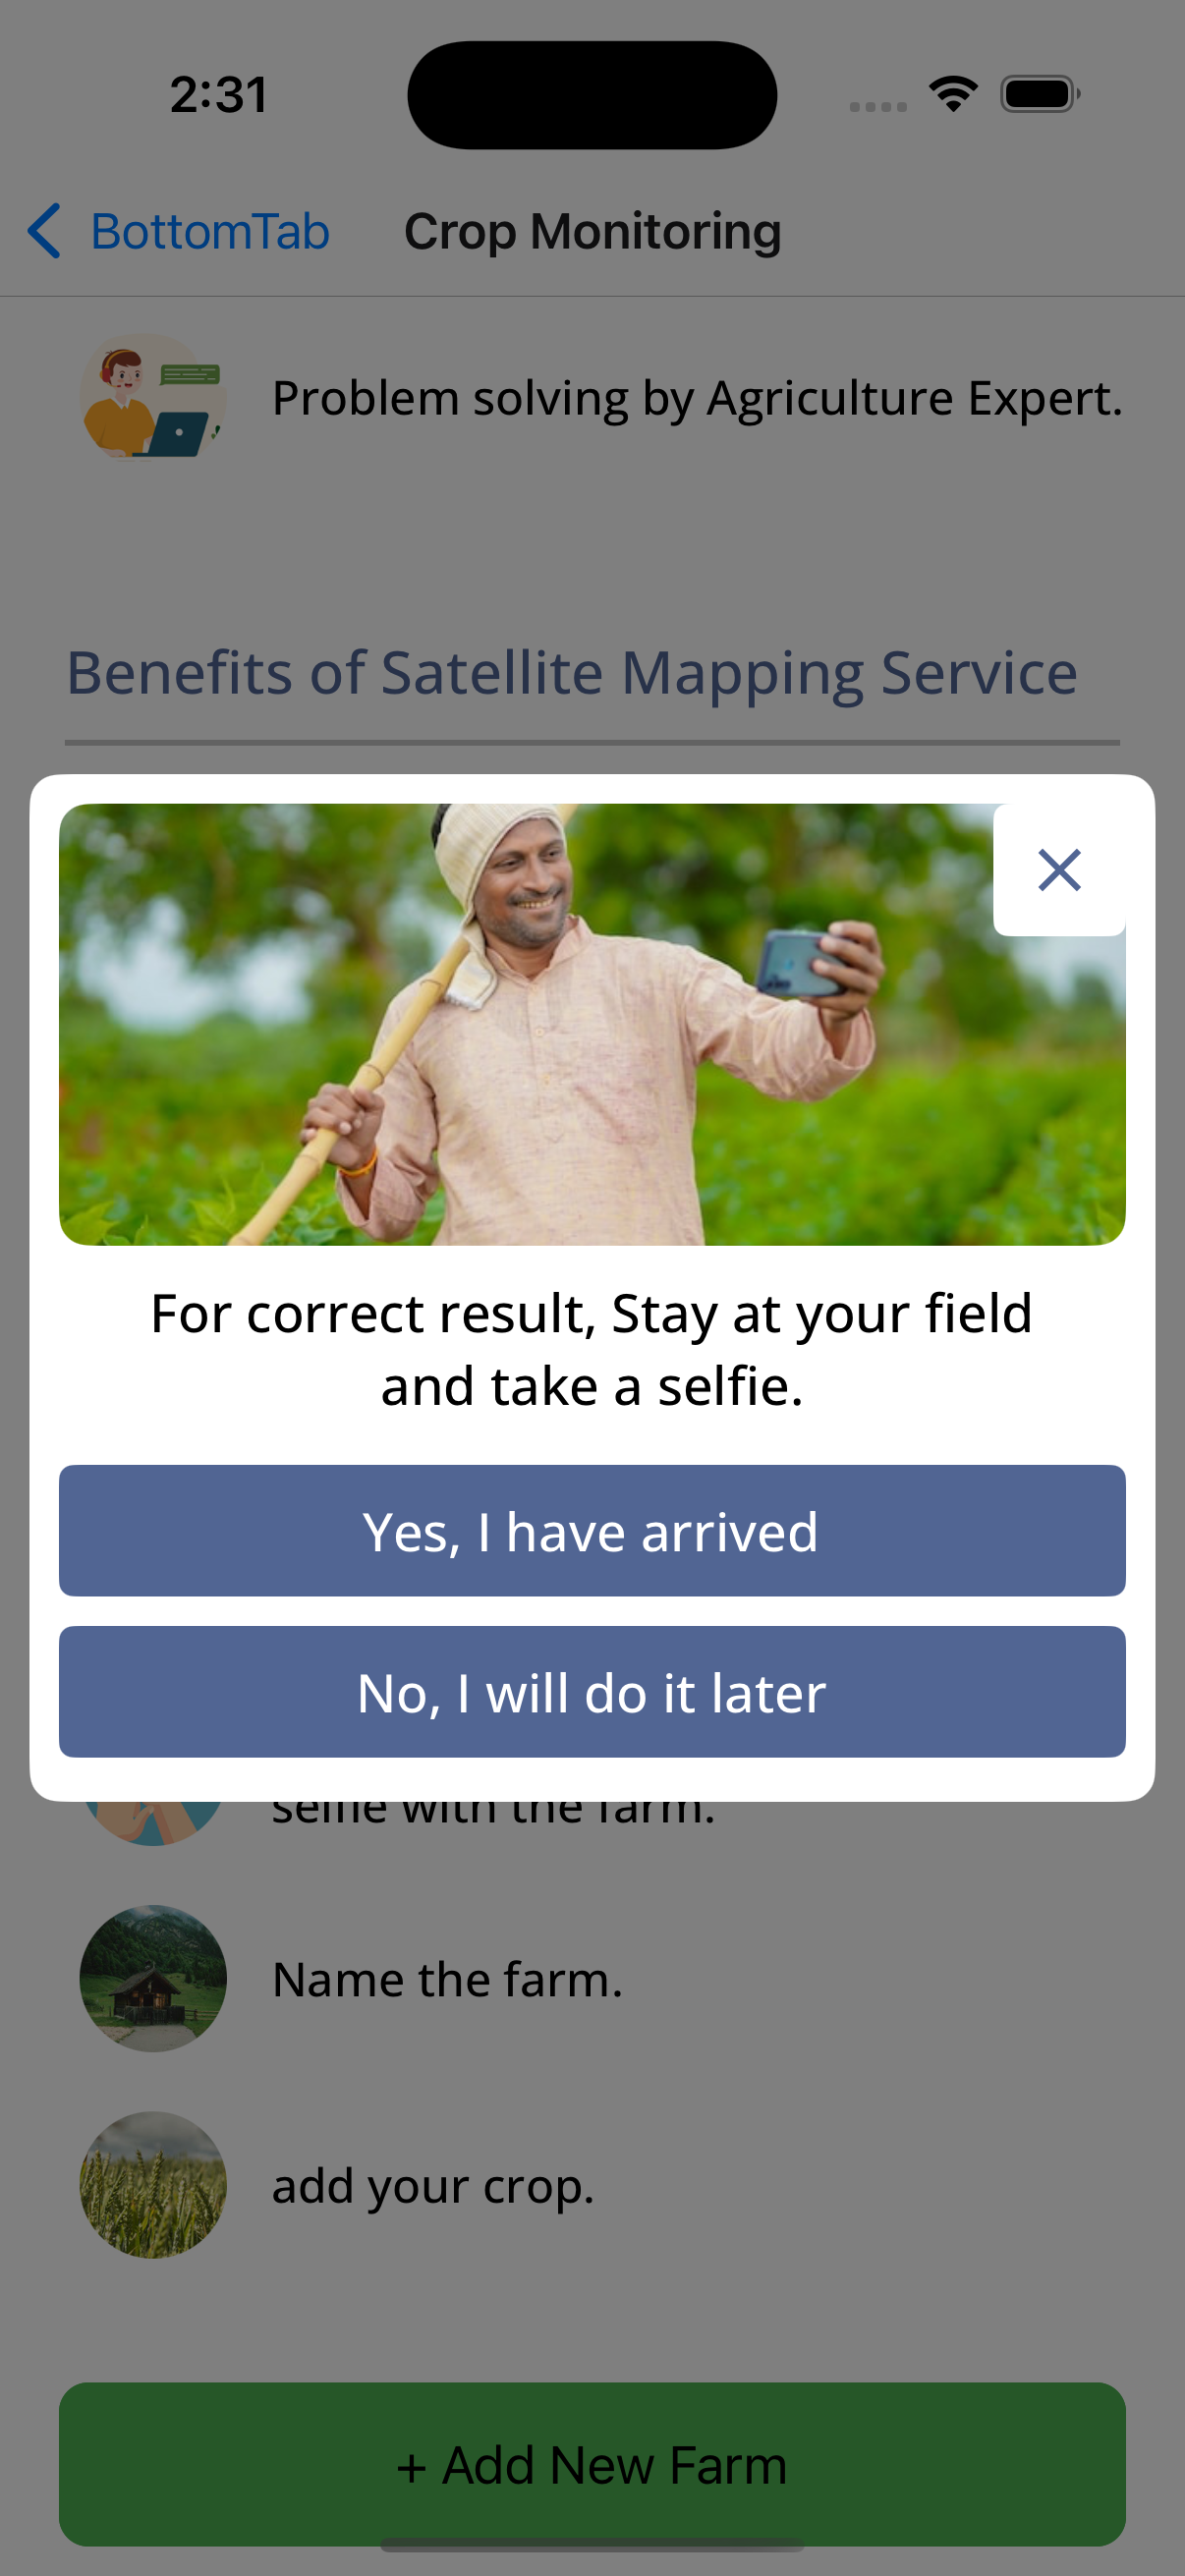 2:31
BottomTab
Crop Monitoring
Problem solving by Agriculture Expert.
Benefits of Satellite Mapping Service
For correct result, Stay at your field
and take a selfie.
Yes, I have arrived
No, I will do it later
selfie with the farm.
Name the farm.
add your crop.
+ Add New Farm